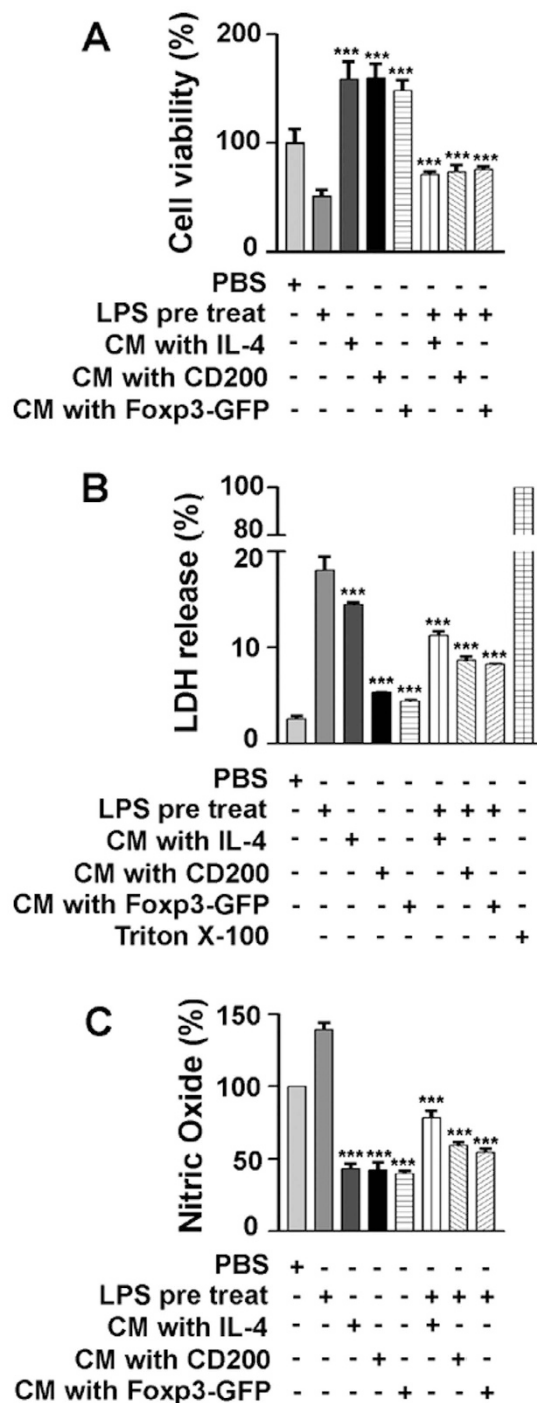 A
Cell viability (%)
200
*** *** ***
*** *** ***
100
0
PBS + - - - - - - -
LPS pre treat - + - - - + + +
CM with IL-4 - - + - - + - -
CM with CD200 - - - + - - + -
CM with Foxp3-GFP - - - - + - - +
B
LDH release (%)
100
80
20
***
***
10
*** ***
*** ***
0
PBS + - - - - - - - -
LPS pre treat - + - - - + + + -
CM with IL-4 - - + - - + - - -
CM with CD200 - - - + - - + - -
CM with Foxp3-GFP - - - - + - - + -
Triton X-100 - - - - - - - - +
C
Nitric Oxide (%)
150
100
***
*** ***
50
*** *** ***
0
PBS + - - - - - - -
LPS pre treat - + - - - + + +
CM with IL-4 - - + - - + - -
CM with CD200 - - - + - - + -
CM with Foxp3-GFP - - - - + - - +